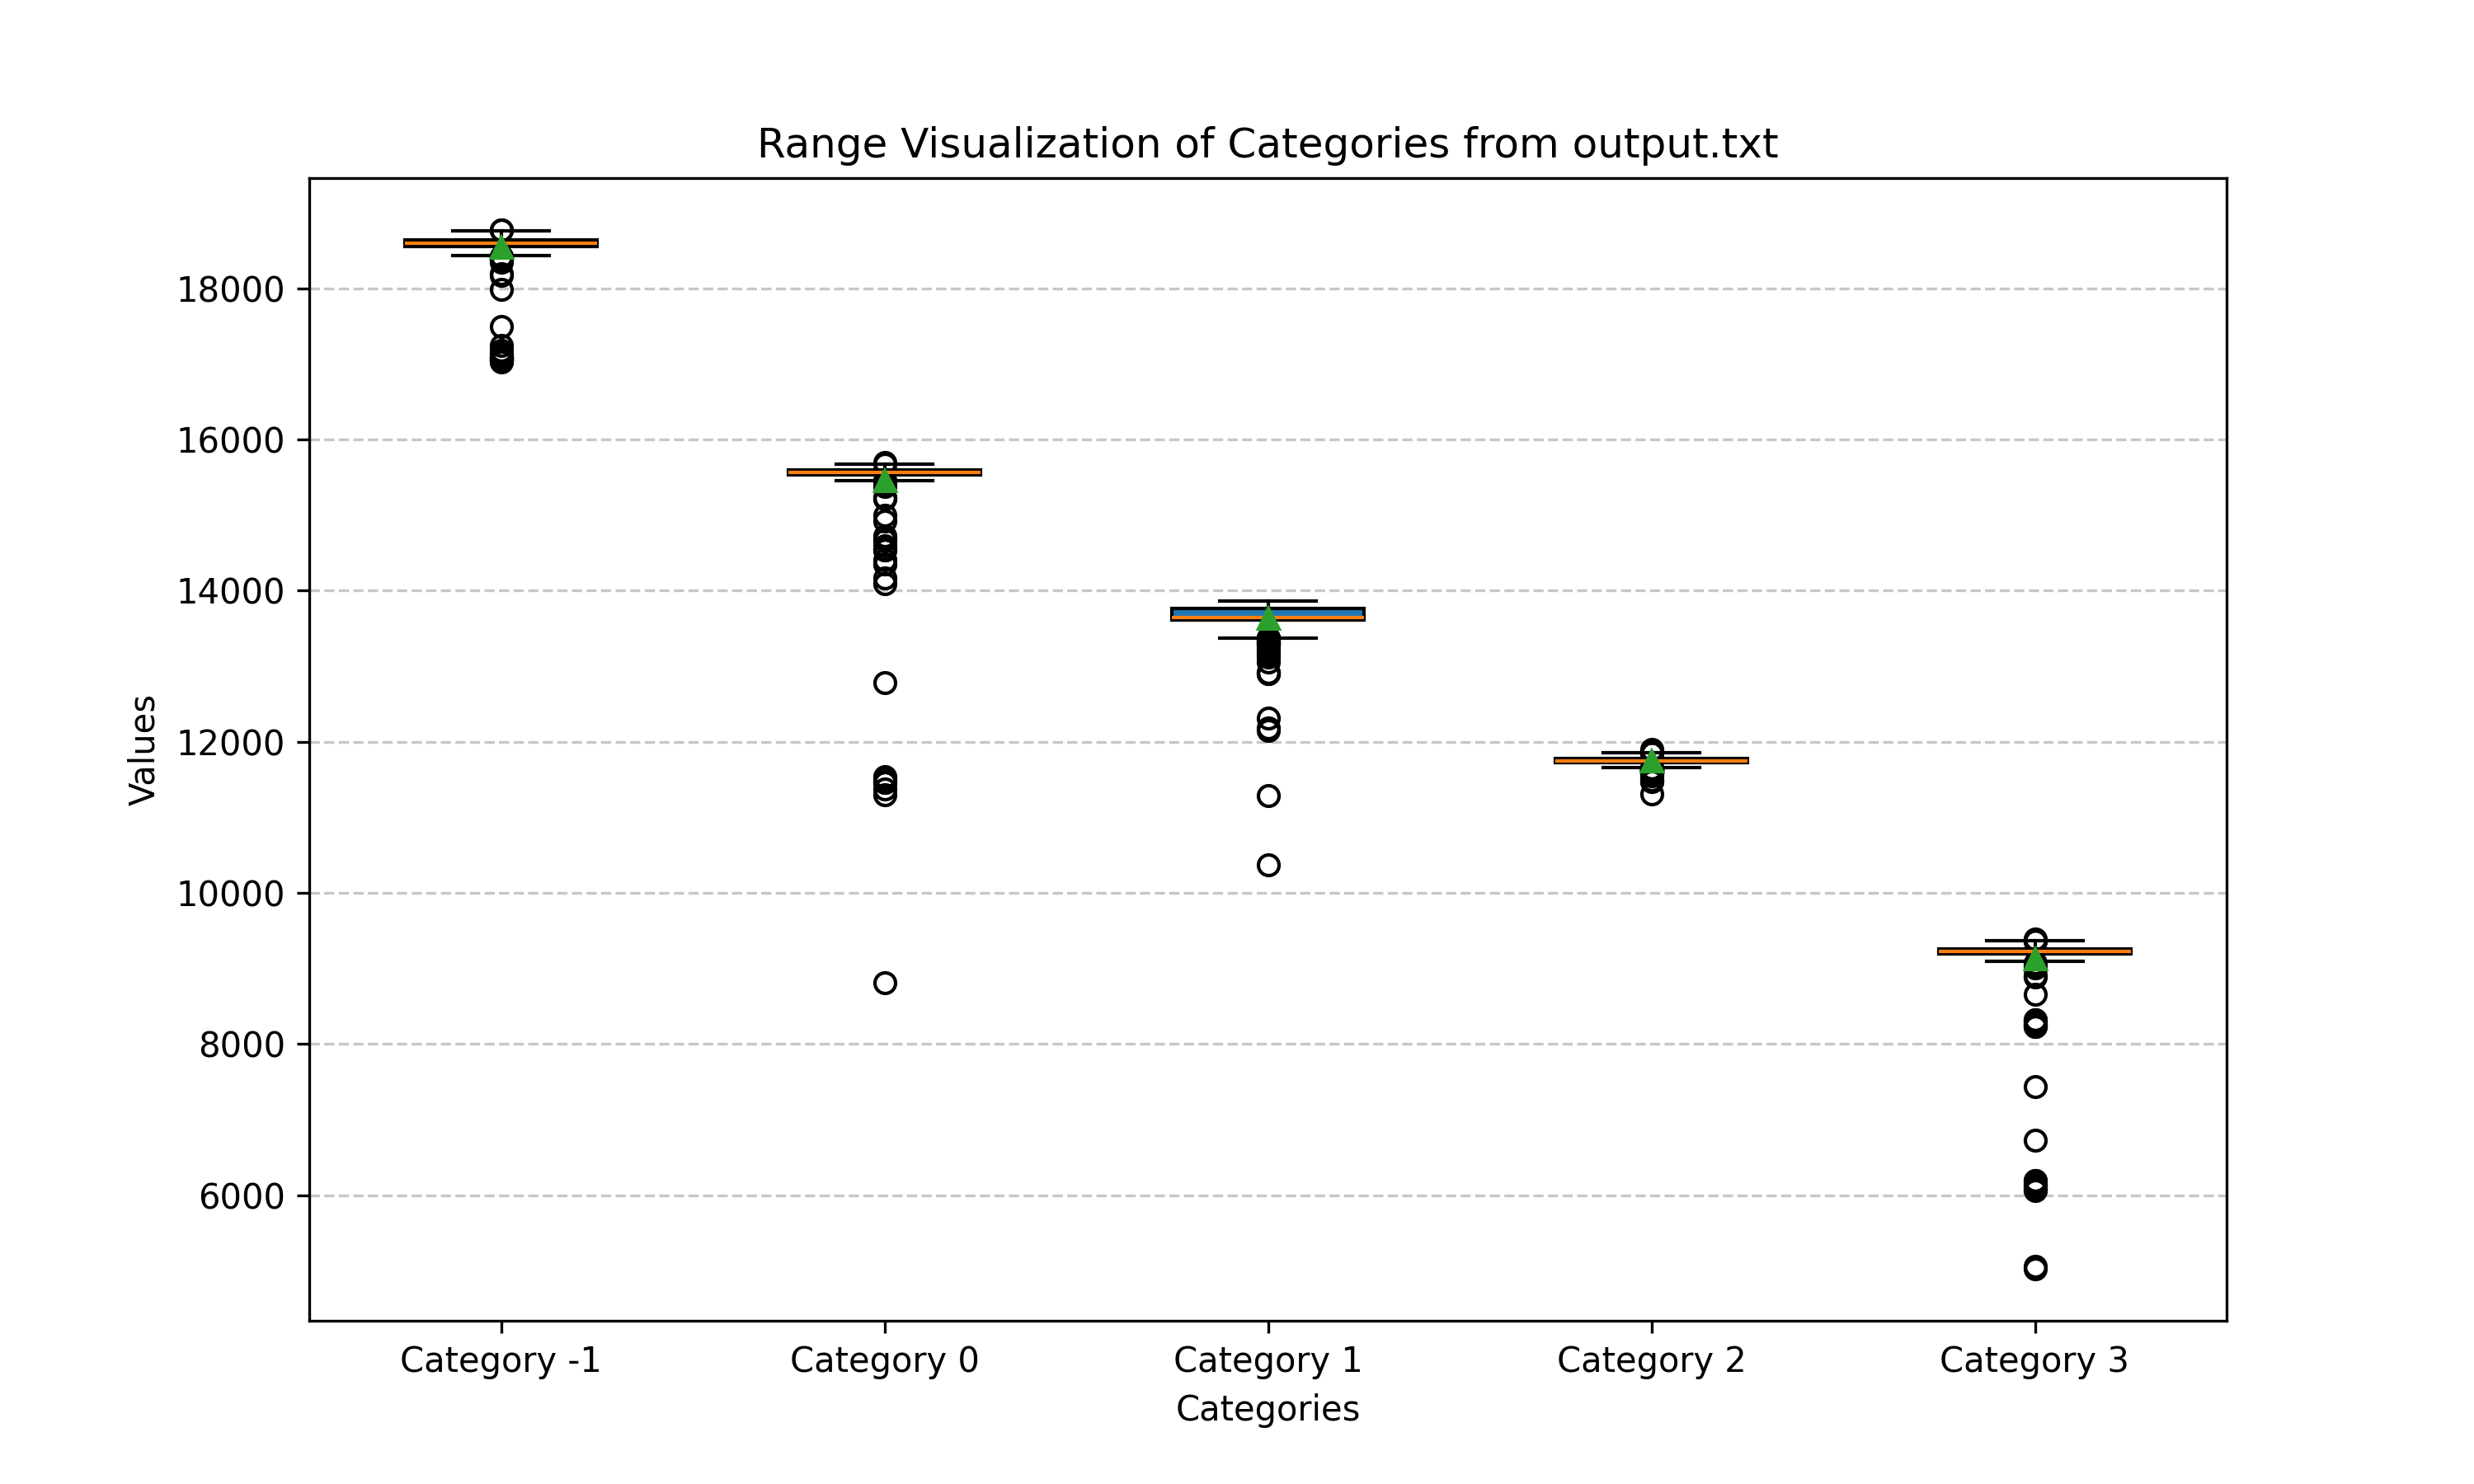 Range Visualization of Categories from output.txt
Values
18000
16000
14000
12000
10000
8000
6000
Category -1
Category 0
Category 1
Category 2
Category 3
Categories